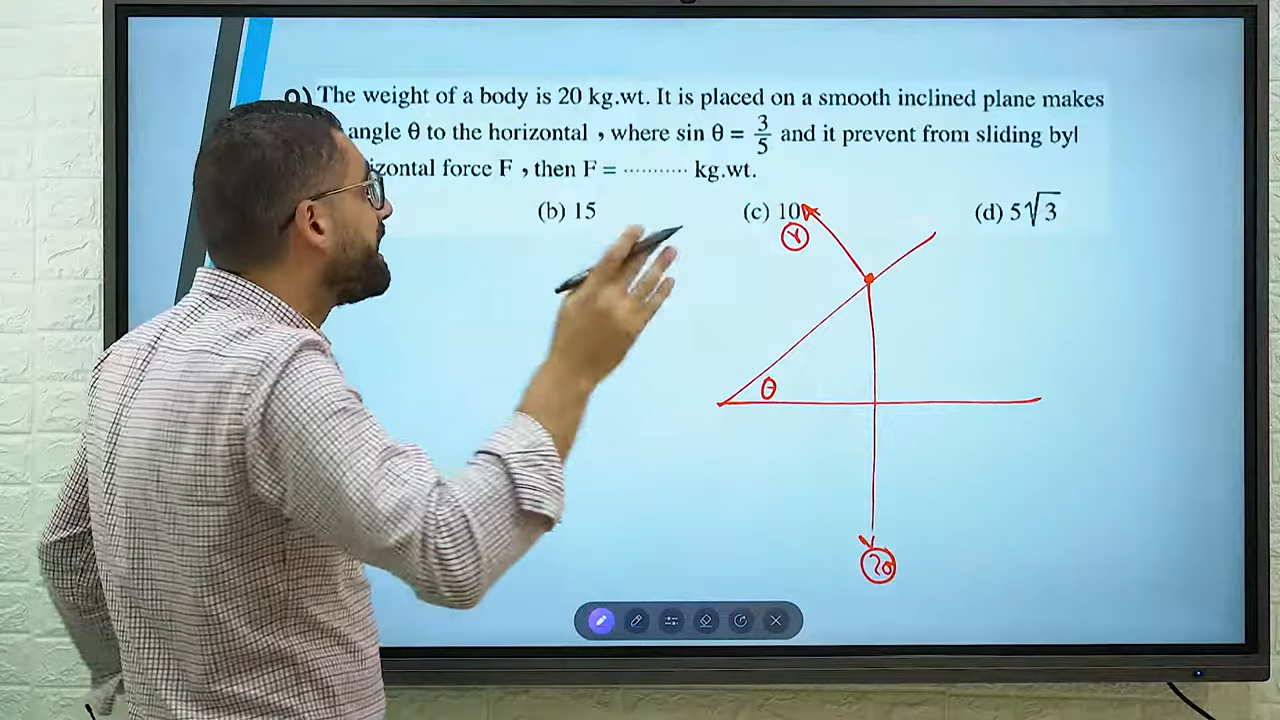 Q) The weight of a body is 20 kg.wt. It is placed on a smooth inclined plane makes
angle θ to the horizontal , where sin θ = 3/5 and it prevent from sliding byl
zontal force F , then F = ........... kg.wt.
(b) 15 (c) 10 (d) 5√3
θ
20